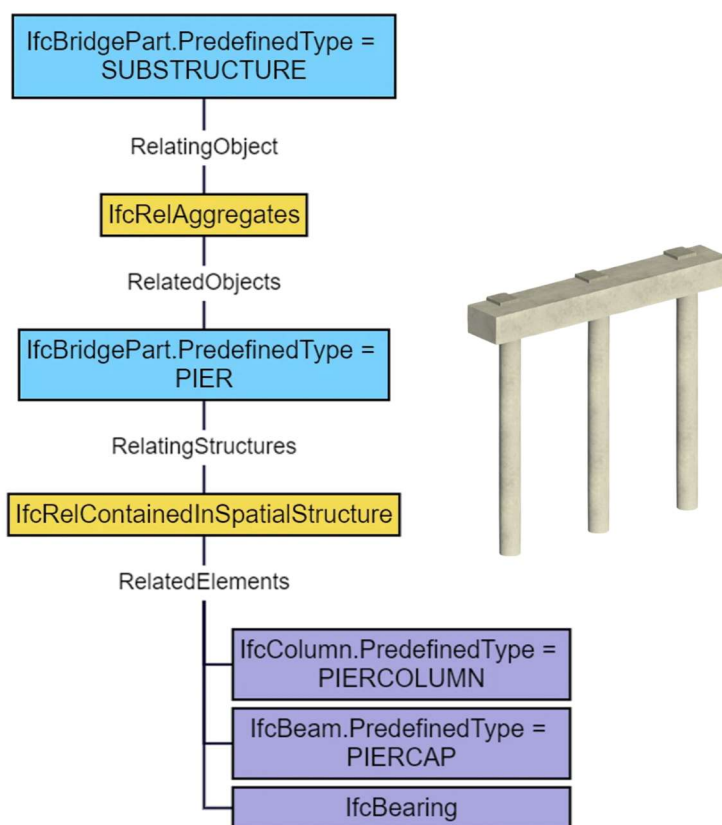 IfcBridgePart.PredefinedType =
SUBSTRUCTURE
RelatingObject
IfcRelAggregates
RelatedObjects
IfcBridgePart.PredefinedType =
PIER
RelatingStructures
IfcRelContainedInSpatialStructure
RelatedElements
IfcColumn.PredefinedType =
PIERCOLUMN
IfcBeam.PredefinedType =
PIERCAP
IfcBearing